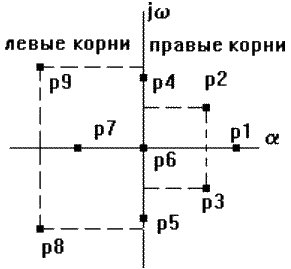 jω
левые корни правые корни
p9 p4 p2
p7 p1 α
p6
p3
p5
p8